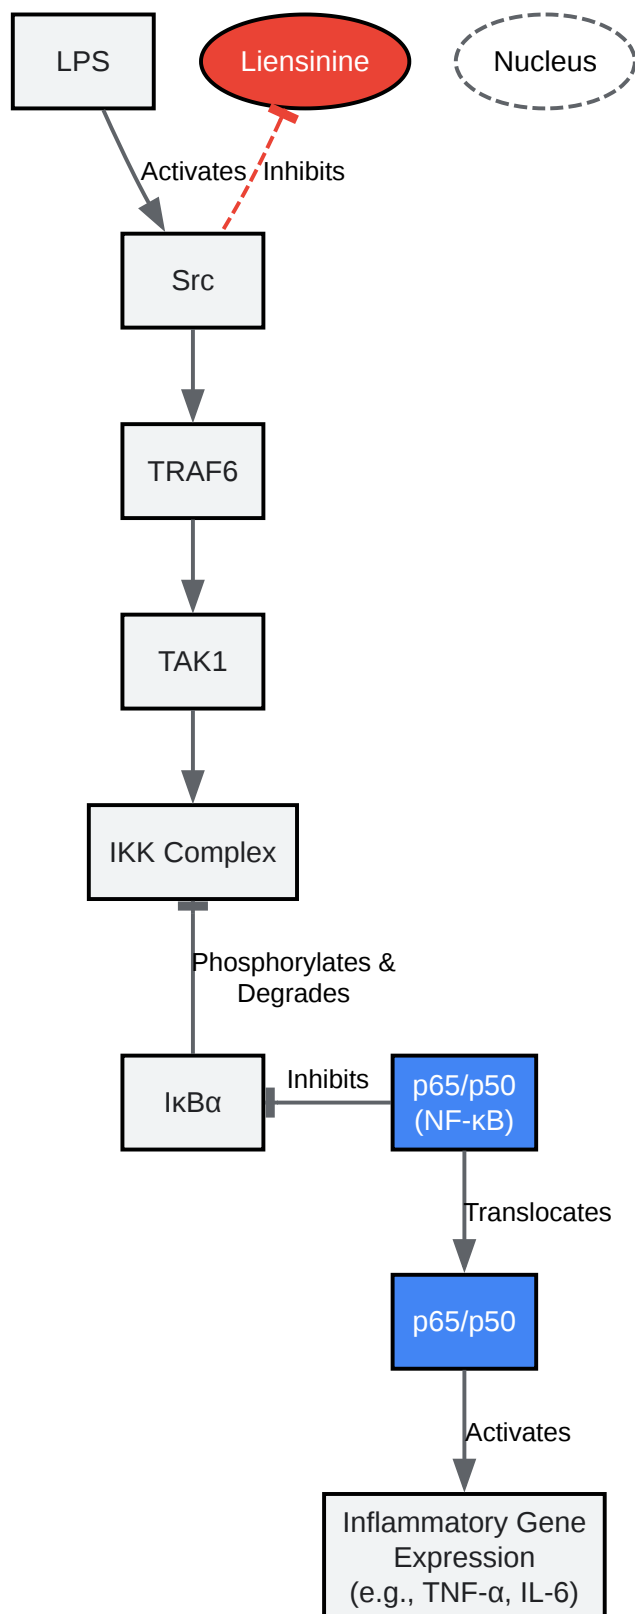 LPS
Liensinine
Nucleus
Activates
Inhibits
Src
TRAF6
TAK1
IKK Complex
Phosphorylates &
Degrades
IκBα
Inhibits
p65/p50
(NF-κB)
Translocates
p65/p50
Activates
Inflammatory Gene
Expression
(e.g., TNF-α, IL-6)